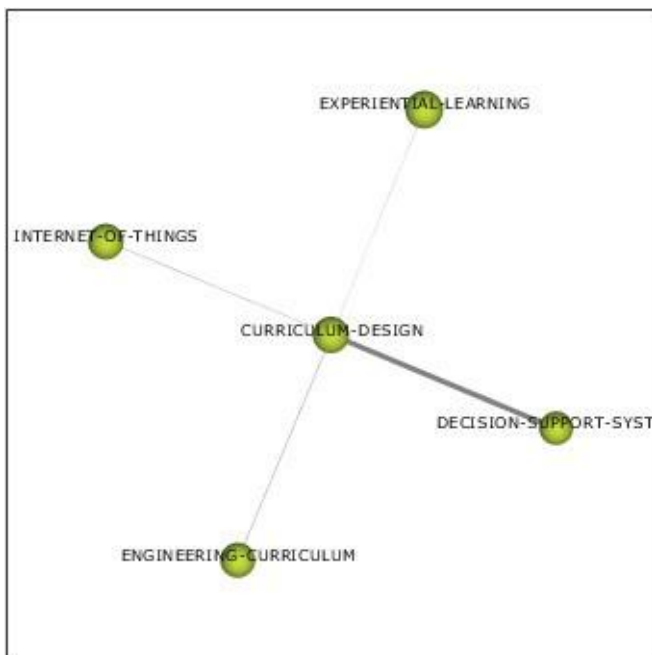 EXPERIENTIAL-LEARNING
INTERNET-OF-THINGS
CURRICULUM-DESIGN
DECISION-SUPPORT-SYST
ENGINEERING-CURRICULUM